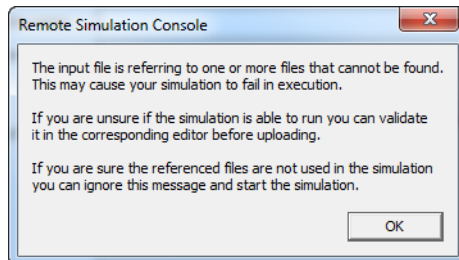 Remote Simulation Console
The input file is referring to one or more files that cannot be found.
This may cause your simulation to fail in execution.
If you are unsure if the simulation is able to run you can validate
it in the corresponding editor before uploading.
If you are sure the referenced files are not used in the simulation
you can ignore this message and start the simulation.
OK